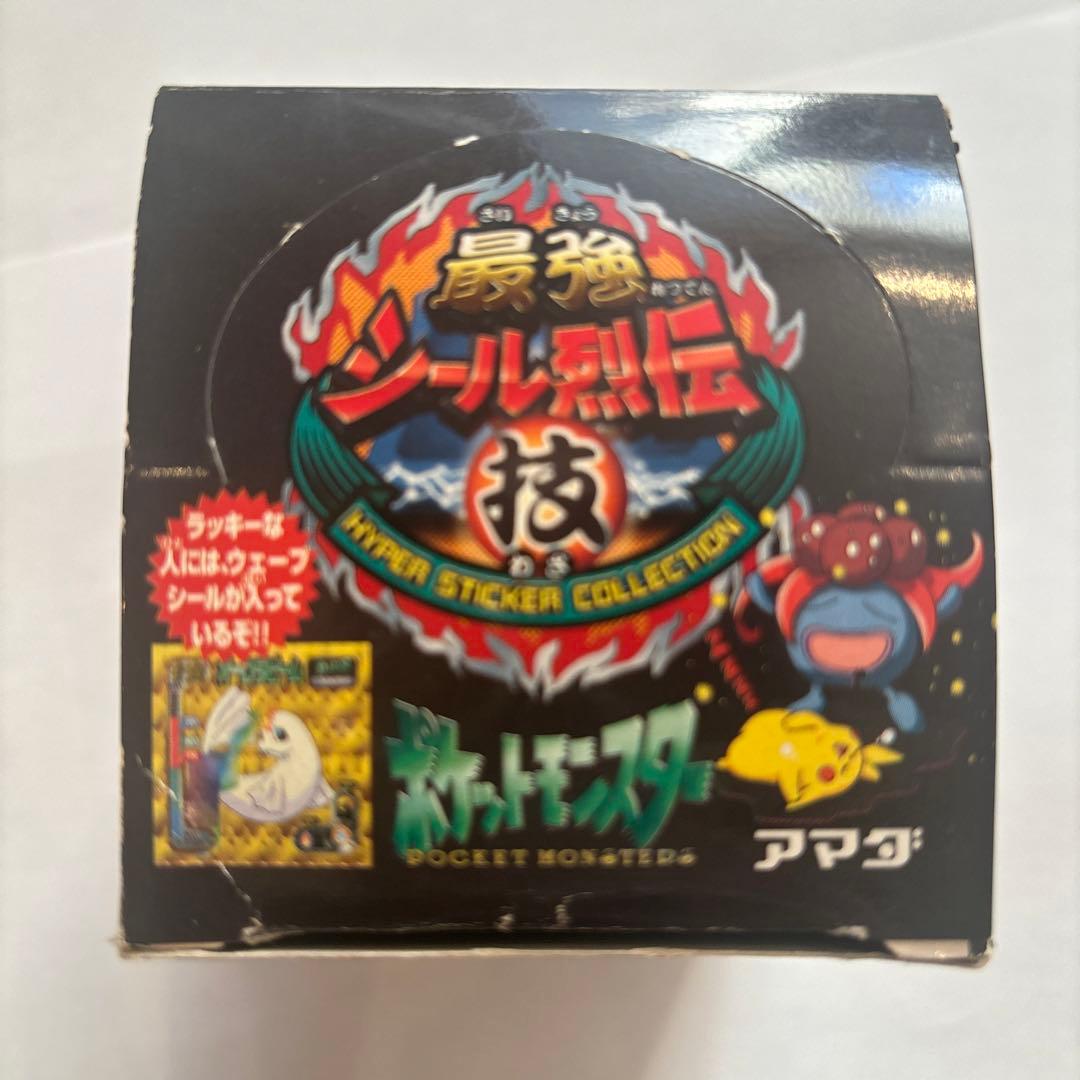 さい きょう
最強
れつでん
シール烈伝
技
わざ
HYPER STICKER COLLECTION
ラッキーな
人には、ウェーブ
シールが入って
いるぞ!!
ポケットモンスター
POCKET MONSTERS
アマダ